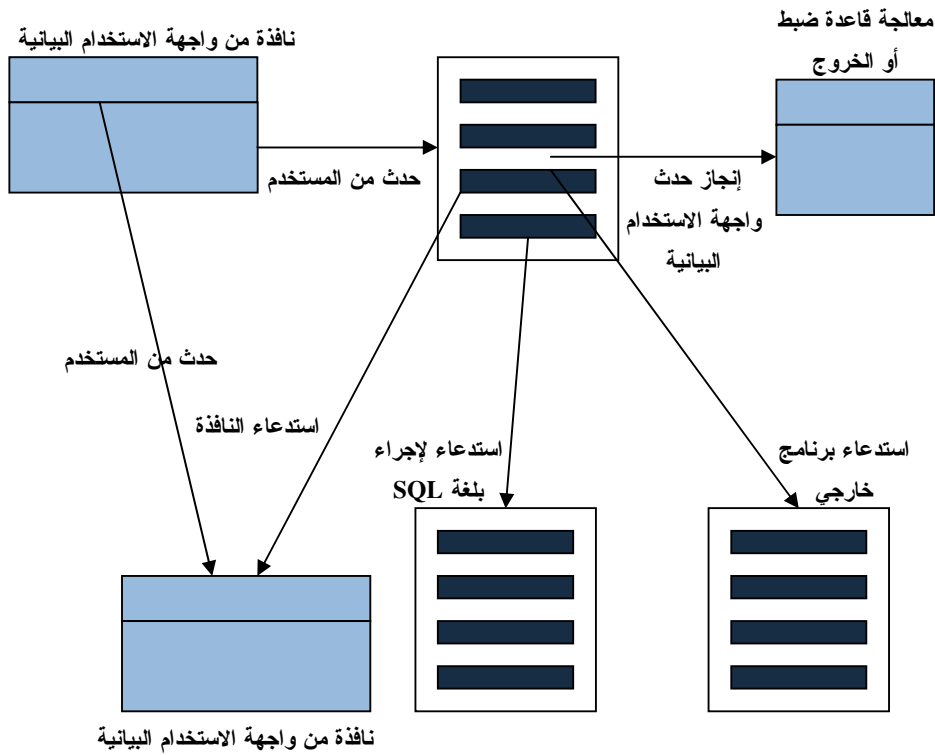 معالجة قاعدة ضبط
أو الخروج
نافذة من واجهة الاستخدام البيانية
حدث من المستخدم
إنجاز حدث
واجهة الاستخدام
البيانية
حدث من المستخدم
استدعاء النافذة
استدعاء لإجراء
بلغة SQL
استدعاء برنامج
خارجي
نافذة من واجهة الاستخدام البيانية